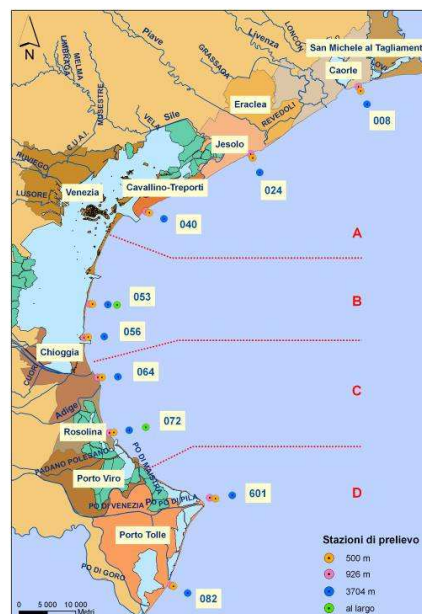 San Michele al Tagliamento
Caorle
Eraclea
Jesolo
Cavallino-Treporti
Venezia
Chioggia
Rosolina
Porto Viro
Porto Tolle
N
Piave
Livenza
LONCON
GRASSAGA
REVEDOLI
MELMA
LIMBRAGA
MUSESTRE
VELA
Sile
C.U.A.I.
RUVIEGO
LUSORE
CUORI
Adige
PADANO POLESANO
PO DI MAISTRA
PO DI VENEZIA
PO DI PILA
PO DI GORO
008
024
040
053
056
064
072
601
082
A
B
C
D
Stazioni di prelievo
500 m
926 m
3704 m
al largo
0
5 000
10 000
Metri